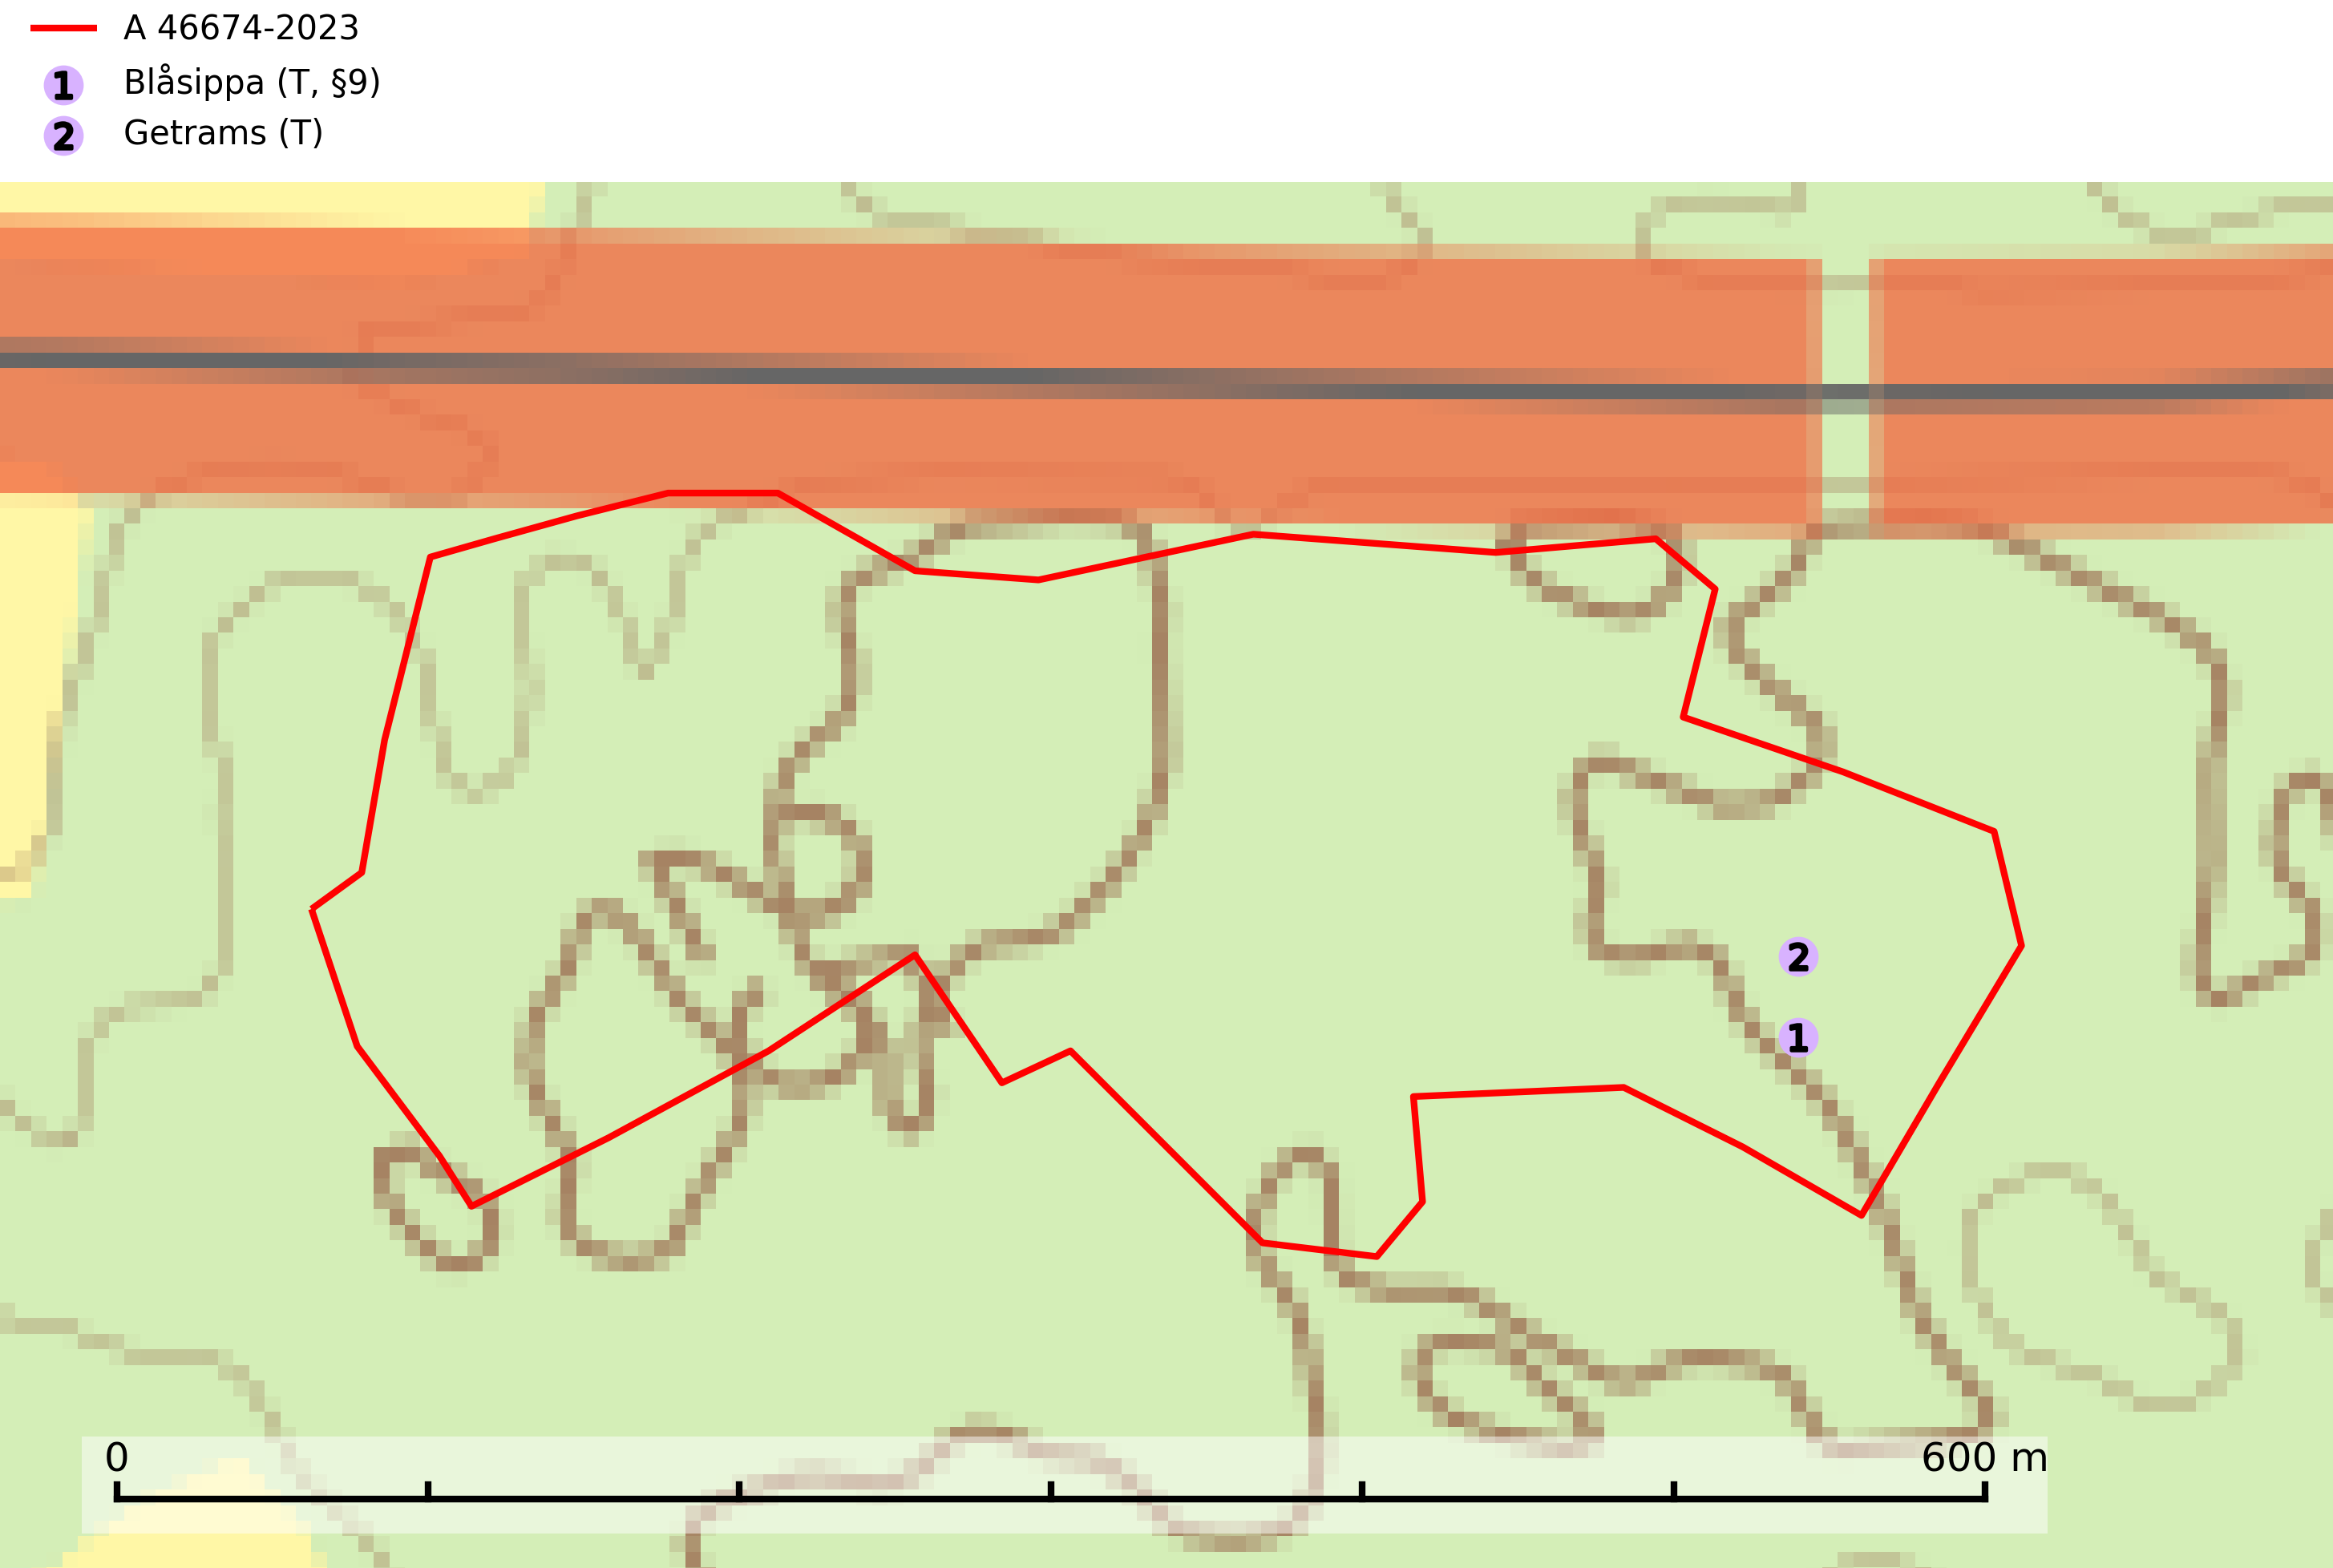 A 46674-2023
1 Blåsippa (T, §9)
2 Getrams (T)
2
1
0 600 m